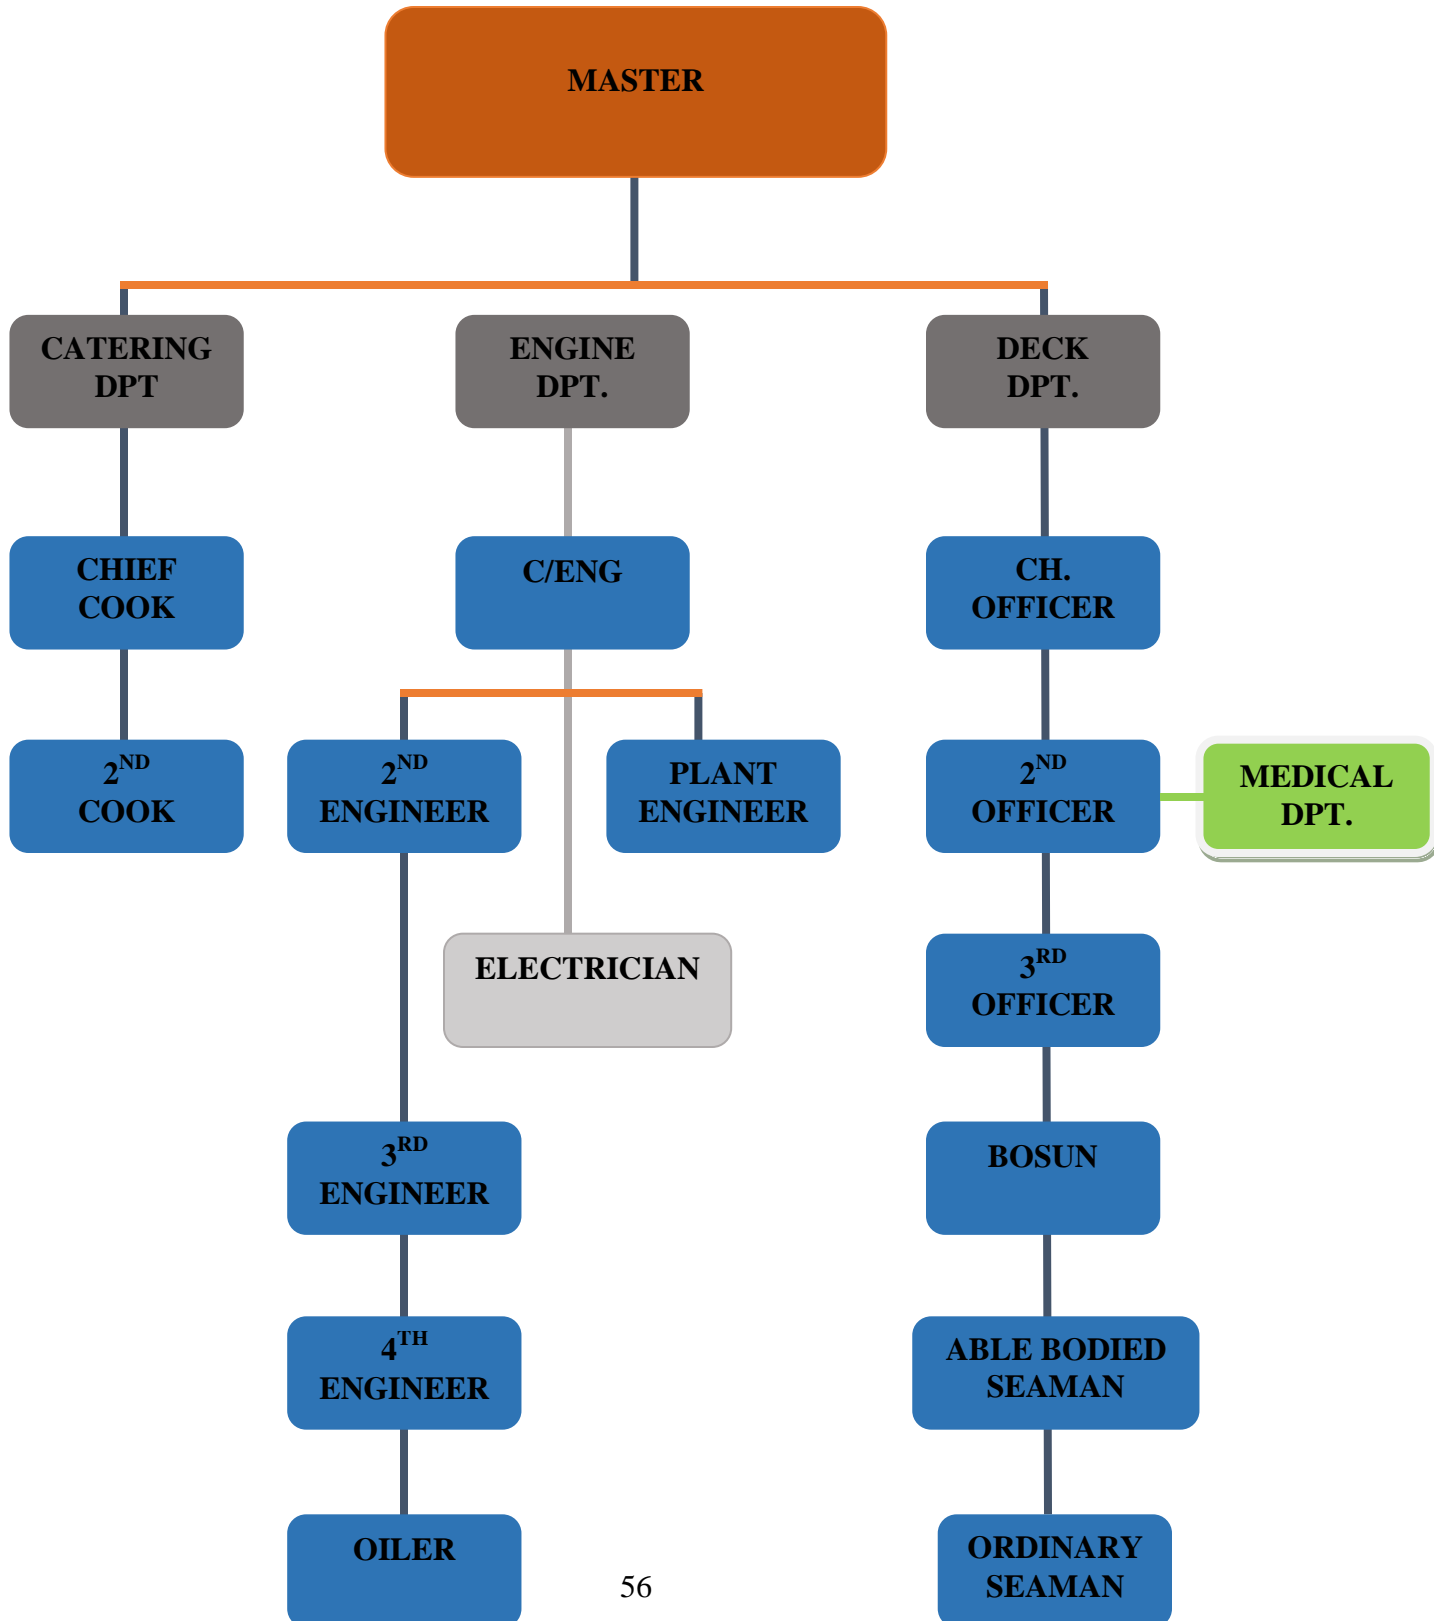 MASTER
CATERING
DPT
ENGINE
DPT.
DECK
DPT.
CHIEF
COOK
C/ENG
CH.
OFFICER
2ND
COOK
2ND
ENGINEER
PLANT
ENGINEER
2ND
OFFICER
MEDICAL
DPT.
ELECTRICIAN
3RD
OFFICER
3RD
ENGINEER
BOSUN
4TH
ENGINEER
ABLE BODIED
SEAMAN
OILER
ORDINARY
SEAMAN
56